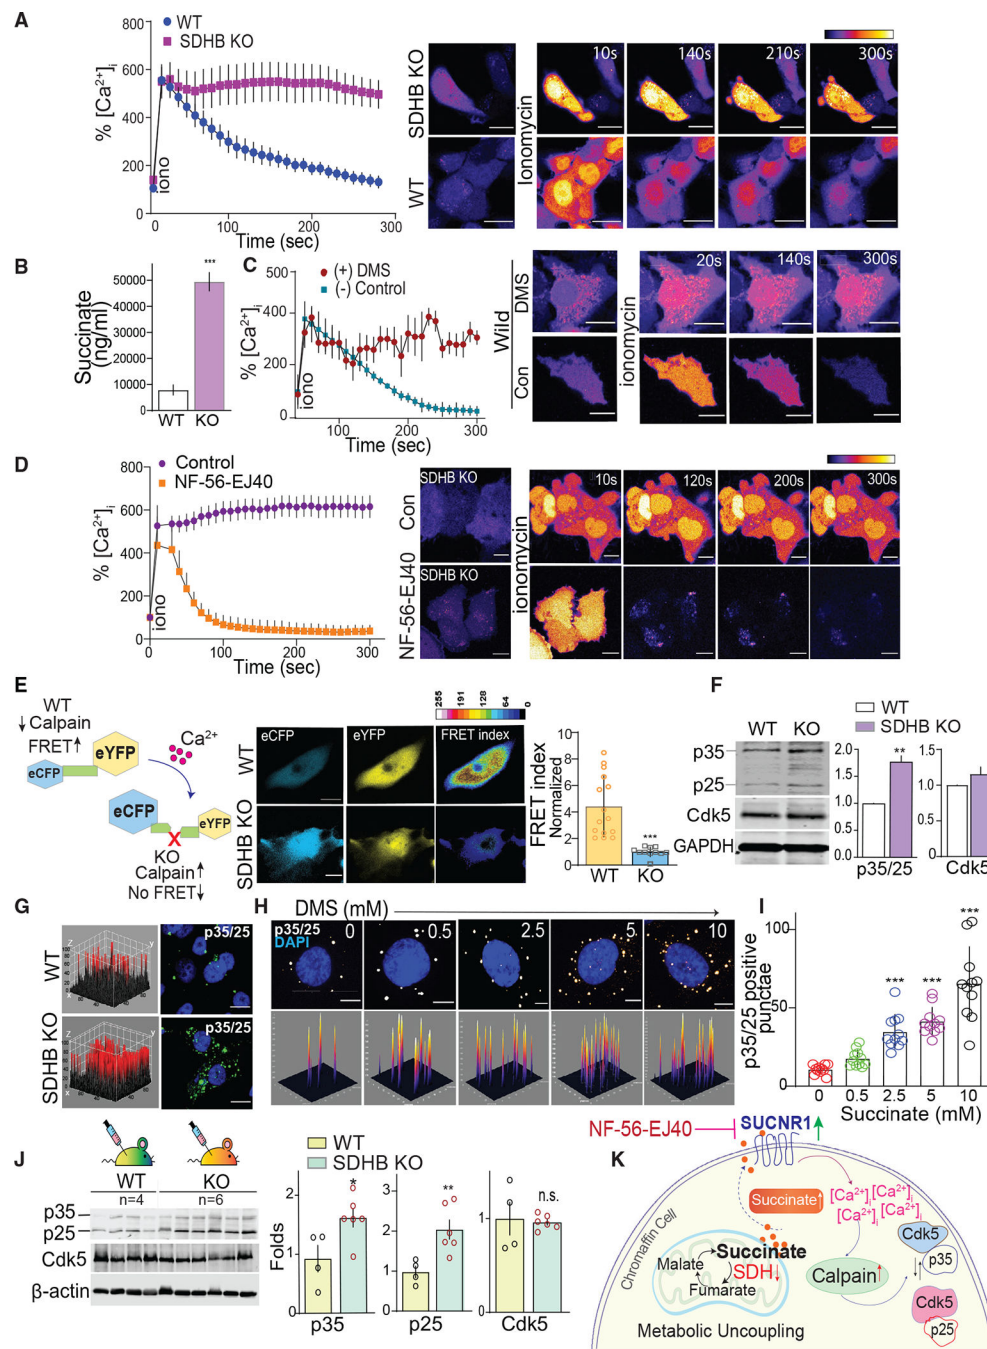 A
WT
SDHB KO
% [Ca²⁺]i
800
600
400
200
0
iono
0
100
200
300
Time (sec)
SDHB KO
WT
Ionomycin
10s
140s
210s
300s
B
Succinate
(ng/ml)
50000
40000
30000
20000
10000
0
***
WT
KO
C
(+) DMS
(-) Control
% [Ca²⁺]i
500
400
200
0
iono
100
200
300
Time (sec)
Wild
DMS
Con
ionomycin
20s
140s
300s
D
Control
NF-56-EJ40
% [Ca²⁺]i
800
600
400
200
0
iono
0
100
200
300
Time (sec)
Con
NF-56-EJ40
SDHB KO
SDHB KO
ionomycin
10s
120s
200s
300s
E
WT
↓ Calpain
FRET↑
eCFP
eYFP
Ca²⁺
eCFP
eYFP
X
KO
Calpain↑
No FRET↓
255
191
128
64
0
WT
SDHB KO
eCFP
eYFP
FRET index
FRET index
Normalized
10
8
6
4
2
0
***
WT
KO
F
WT
SDHB KO
WT KO
p35
p25
Cdk5
GAPDH
2.0
1.5
1.0
0.5
0.0
**
p35/25
1.5
1.0
0.5
0.0
Cdk5
G
WT
SDHB KO
p35/25
p35/25
H
DMS (mM)
p35/25
DAPI
0
0.5
2.5
5
10
I
p35/25 positive
punctae
100
50
0
***
***
***
0
0.5
2.5
5
10
Succinate (mM)
J
WT
KO
n=4
n=6
p35
p25
Cdk5
β-actin
WT
SDHB KO
Folds
2
1
0
*
p35
2
1
0
**
p25
1
0
n.s.
Cdk5
K
NF-56-EJ40
SUCNR1
Chromaffin Cell
Succinate↑
[Ca²⁺]i [Ca²⁺]i
[Ca²⁺]i [Ca²⁺]i
Succinate
SDH↓
Malate
Fumarate
Metabolic Uncoupling
Calpain↑
Cdk5
p35
Cdk5
p25